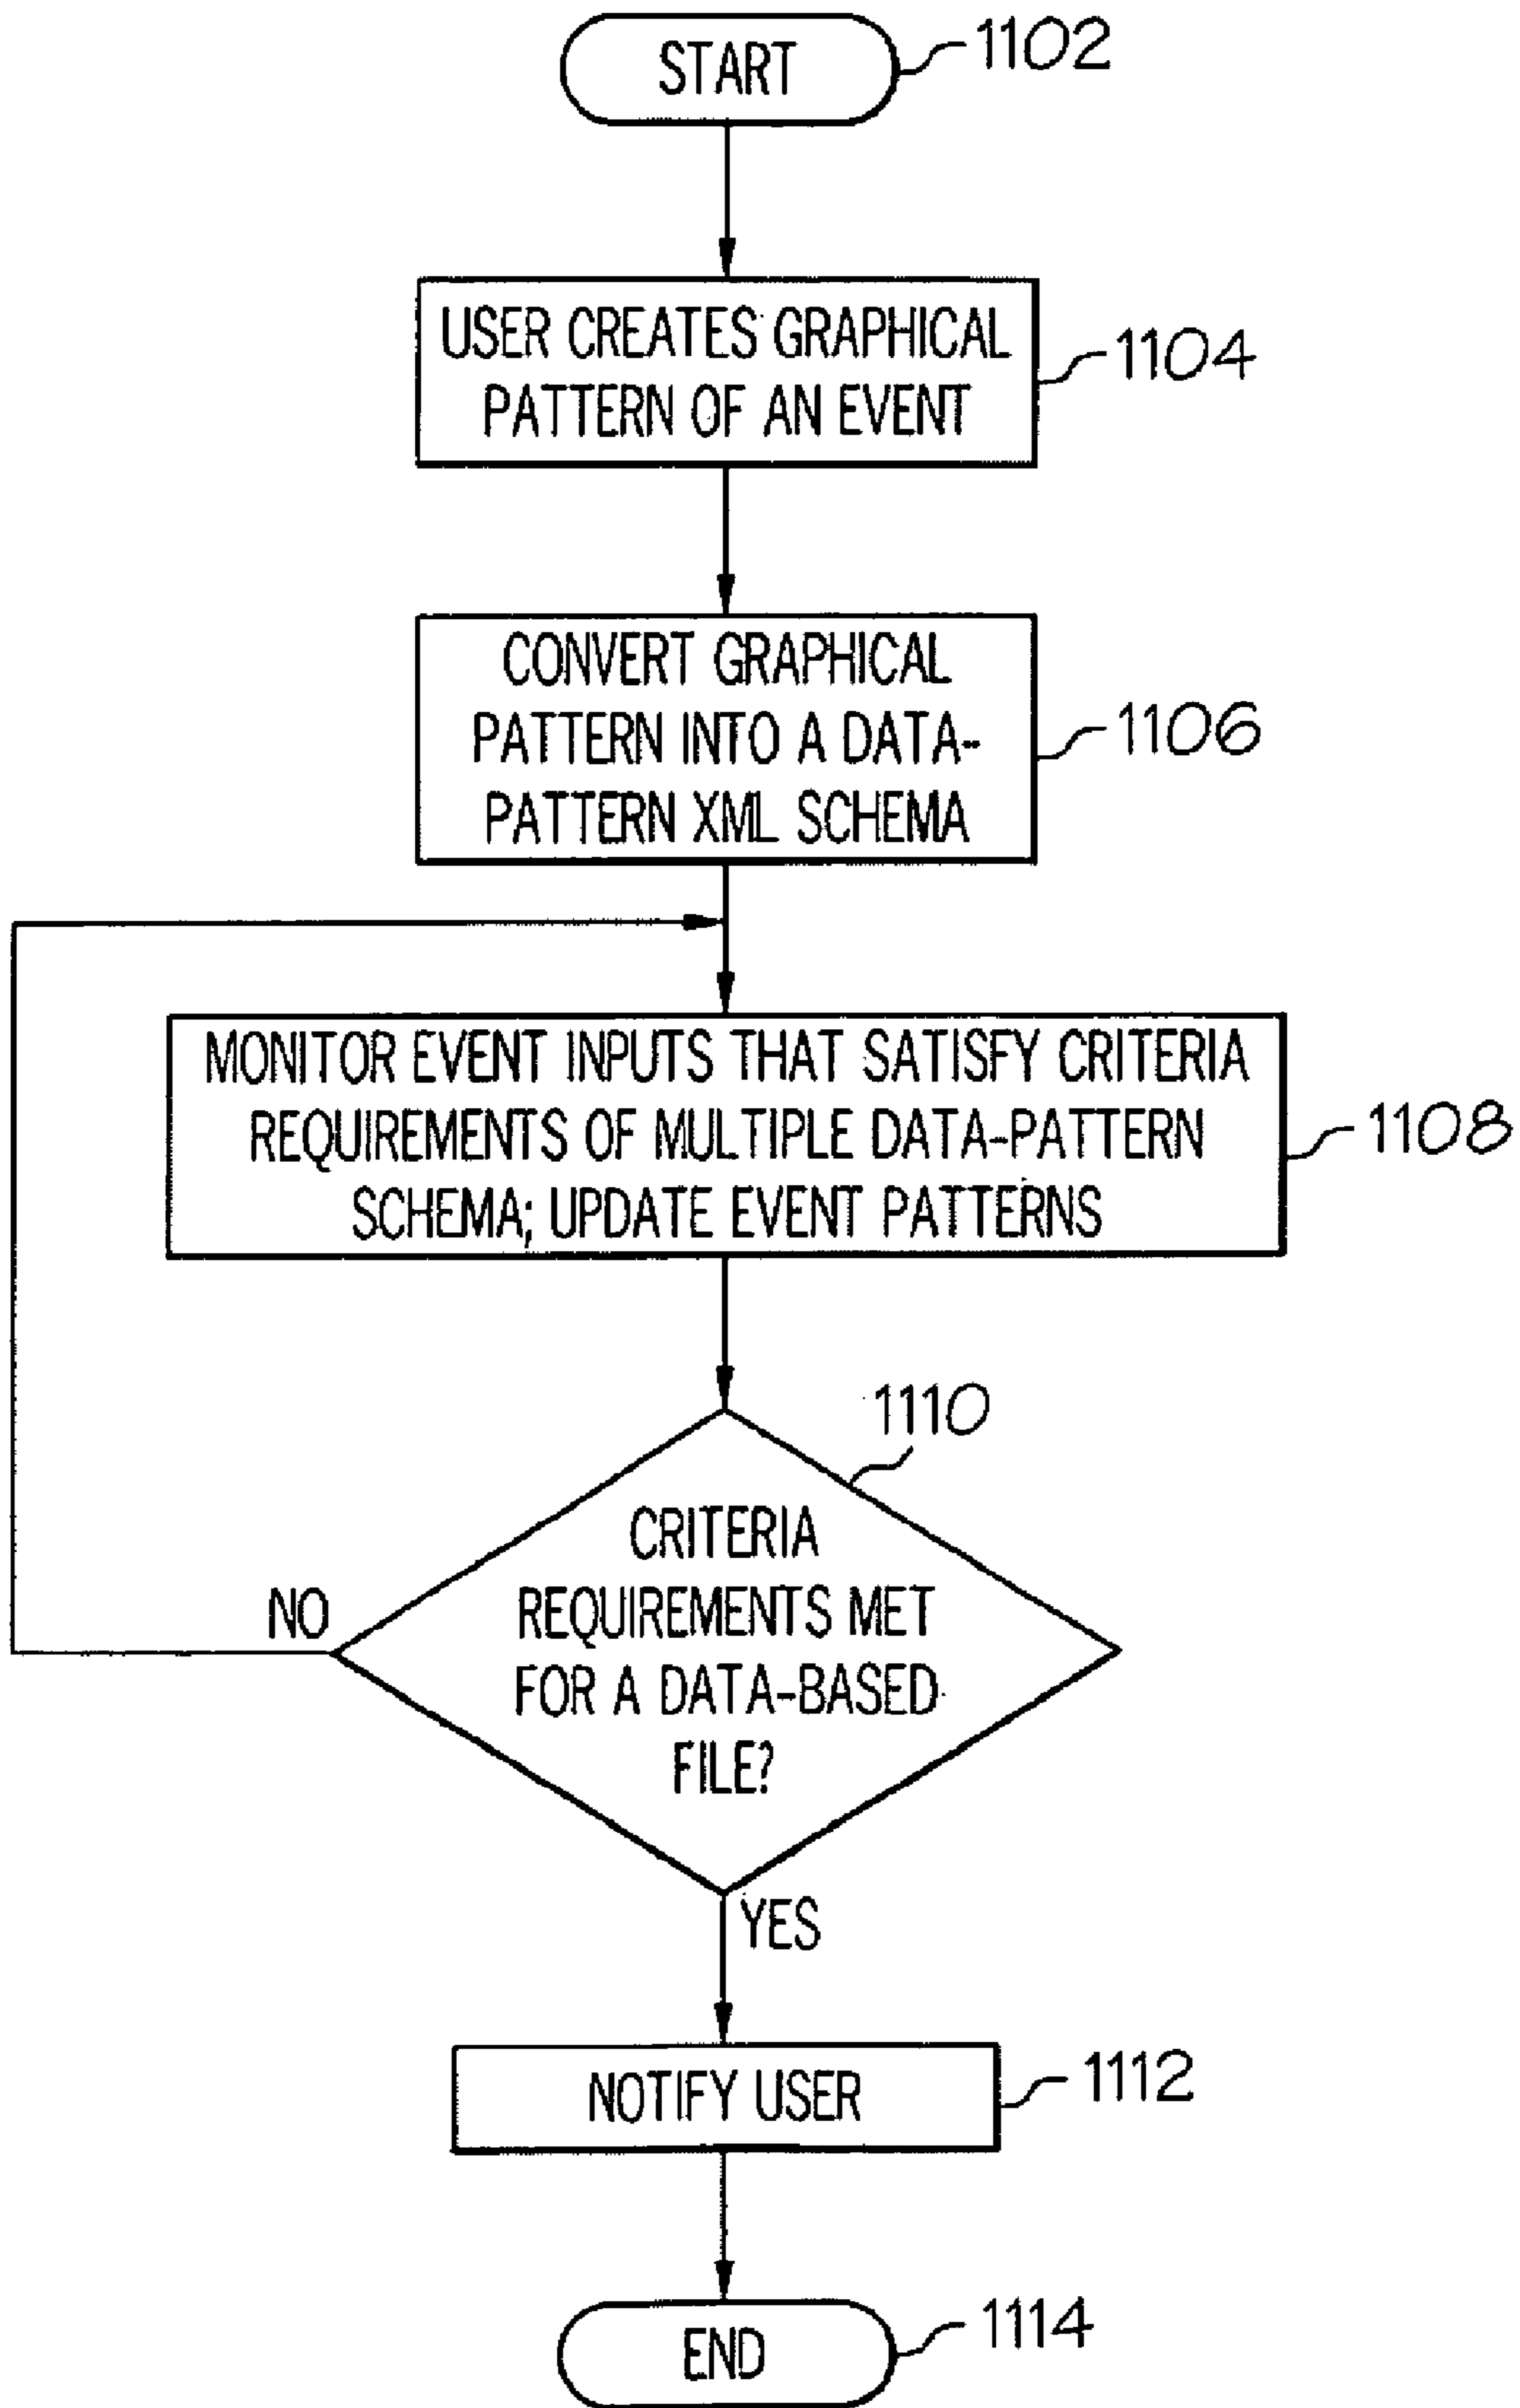 START
1102
USER CREATES GRAPHICAL
PATTERN OF AN EVENT
1104
CONVERT GRAPHICAL
PATTERN INTO A DATA-
PATTERN XML SCHEMA
1106
MONITOR EVENT INPUTS THAT SATISFY CRITERIA
REQUIREMENTS OF MULTIPLE DATA-PATTERN
SCHEMA; UPDATE EVENT PATTERNS
1108
1110
CRITERIA
REQUIREMENTS MET
FOR A DATA-BASED
FILE?
NO
YES
NOTIFY USER
1112
END
1114